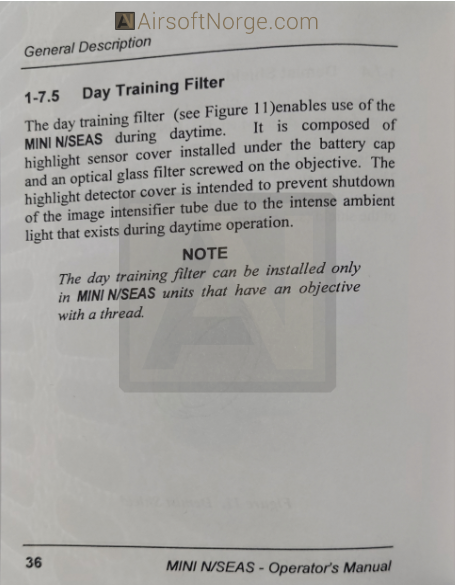 AirsoftNorge.com
General Description
1-7.5 Day Training Filter
The day training filter (see Figure 11)enables use of the
MINI N/SEAS during daytime. It is composed of
highlight sensor cover installed under the battery cap
and an optical glass filter screwed on the objective. The
highlight detector cover is intended to prevent shutdown
of the image intensifier tube due to the intense ambient
light that exists during daytime operation.
NOTE
The day training filter can be installed only
in MINI N/SEAS units that have an objective
with a thread.
36 MINI N/SEAS - Operator's Manual